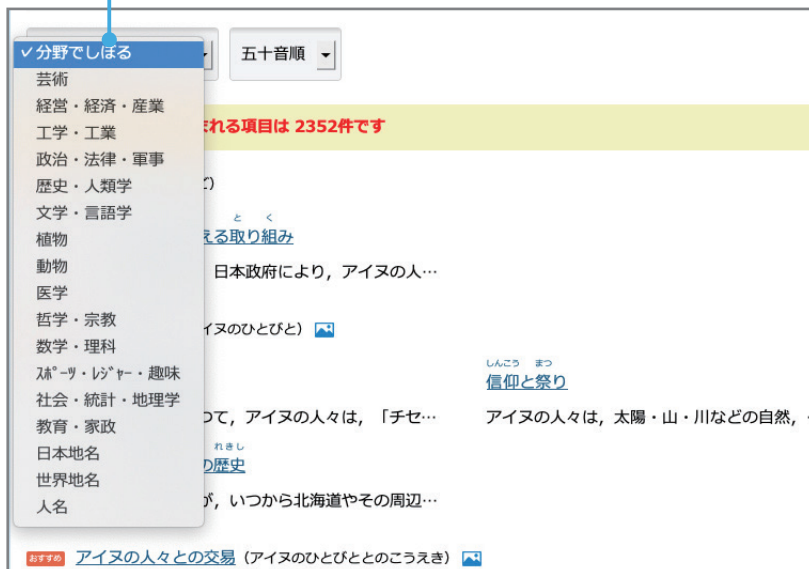 ✓分野でしぼる
芸術
経営・経済・産業
工学・工業
政治・法律・軍事
歴史・人類学
文学・言語学
植物
動物
医学
哲学・宗教
数学・理科
ｽﾎﾟｰﾂ・ﾚｼﾞｬｰ・趣味
社会・統計・地理学
教育・家政
日本地名
世界地名
人名
五十音順
まれる項目は 2352件です
ど）
と く
える取り組み
日本政府により，アイヌの人…
イヌのひとびと）
しんこう まつ
信仰と祭り
つて，アイヌの人々は，「チセ…
アイヌの人々は，太陽・山・川などの自然，
れきし
の歴史
が，いつから北海道やその周辺…
おすすめ アイヌの人々との交易（アイヌのひとびととのこうえき）